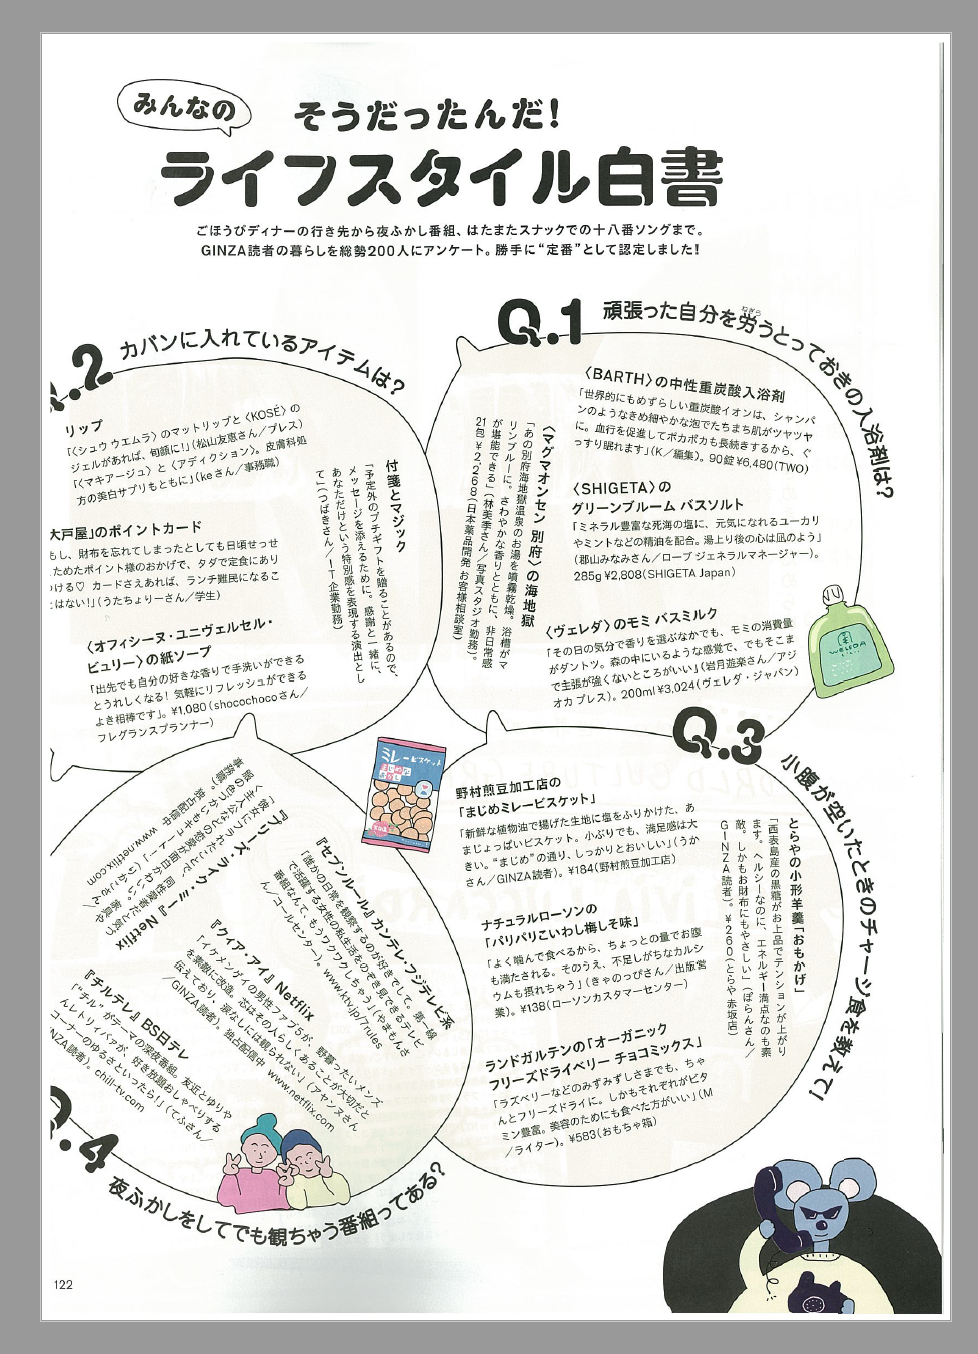 みんなの
そうだったんだ!
ライフスタイル白書
ごほうびディナーの行き先から夜ふかし番組、はたまたスナックでの十八番ソングまで。
GINZA読者の暮らしを総勢200人にアンケート。勝手に“定番”として認定しました!!
Q.1
頑張った自分を労うとっておきの入浴剤は?
ねぎら
〈BARTH〉の中性重炭酸入浴剤
「世界的にもめずらしい重炭酸イオンは、シャンパ
ンのようなきめ細やかな泡でたちまち肌がツヤツヤ
に。血行を促進してポカポカも長続きするから、ぐ
っすり眠れます」(K/編集)。90錠¥6,480(TWO)
〈SHIGETA〉の
グリーンブルーム バスソルト
「ミネラル豊富な死海の塩に、元気になれるユーカリ
やミントなどの精油を配合。湯上り後の心は凪のよう」
(郡山みなみさん/ロープ ジェネラルマネージャー)。
285g ¥2,808(SHIGETA Japan)
〈ヴェレダ〉のモミ バスミルク
「その日の気分で香りを選ぶなかでも、モミの消費量
がダントツ。森の中にいるような感覚で、でもそこま
で主張が強くないところがいい」(岩月遊楽さん/アジ
オカ プレス)。200ml ¥3,024(ヴェレダ・ジャパン)
〈マグマオンセン 別府〉の海地獄
「あの別府海地獄温泉のお湯を噴霧乾燥。浴槽がマ
リンブルーに。さわやかな香りとともに、非日常感
が堪能できる」(林美季さん/写真スタジオ勤務)。
21包 ¥2,268(日本薬品開発 お客様相談室)
WELEDA
Q.2
カバンに入れているアイテムは?
リップ
「〈シュウ ウエムラ〉のマットリップと〈KOSÉ〉の
ジェルがあれば、旬顔に!」(松山友恵さん/プレス)
「〈マキアージュ〉と〈アディクション〉。皮膚科処
方の美白サプリもともに」(keさん/事務職)
大戸屋」のポイントカード
もし、財布を忘れてしまったとしても日頃せっせ
ためたポイント様のおかげで、タダで定食にあり
つける♡ カードさえあれば、ランチ難民になるこ
とはない!」(うたちょりーさん/学生)
〈オフィシーヌ・ユニヴェルセル・
ビュリー〉の紙ソープ
「出先でも自分の好きな香りで手洗いができる
とうれしくなる! 気軽にリフレッシュができる
よき相棒です」。¥1,080(shocochocoさん/
フレグランスプランナー)
付箋とマジック
「予定外のプチギフトを贈ることがあるので、
メッセージを添えるために。感謝と一緒に、
あなただけという特別感を表現する演出とし
て」(つばきさん/IT企業勤務)
Q.3
小腹が空いたときのチャージ食を教えて!
ミレービスケット
まじめなおかし
野村煎豆加工店の
「まじめミレービスケット」
「新鮮な植物油で揚げた生地に塩をふりかけた、あ
まじょっぱいビスケット。小ぶりでも、満足感は大
きい。“まじめ”の通り、しっかりとおいしい」(うか
さん/GINZA読者)。¥184(野村煎豆加工店)
ナチュラルローソンの
「パリパリこいわし梅しそ味」
「よく噛んで食べるから、ちょっとの量でお腹
も満たされる。そのうえ、不足しがちなカルシ
ウムも摂れちゃう」(きゃのっぴさん/出版営
業)。¥138(ローソンカスタマーセンター)
ランドガルテンの「オーガニック
フリーズドライベリー チョコミックス」
「ラズベリーなどのみずみずしさまでも、ちゃ
んとフリーズドライに。しかもそれぞれがビタ
ミン豊富。美容のためにも食べた方がいい」(M
/ライター)。¥583(おもちゃ箱)
とらやの小形羊羹「おもかげ」
「西表島産の黒糖がお上品でテンションが上がり
ます。ヘルシーなのに、エネルギー満点なのも素
敵。しかもお財布にもやさしい」(ぽらんさん/
GINZA読者)。¥260(とらや 赤坂店)
Q.4
夜ふかしをしてでも観ちゃう番組ってある?
『セブンルール』カンテレ・フジテレビ系
「誰かの日常を観察するのが好きでして。第一線
で活躍する女性の私生活をのぞき見できるテレビ
番組なんて、もうワクワクしちゃう」(やまもんさ
ん/コールセンター)。www.ktv.jp/7rules
『クィア・アイ』Netflix
「イケメンゲイの男性ファブ5が、野暮ったいメンズ
を素敵に改造。芯はその人らしくあることが大切だと
伝えており、涙なしには観られない」(アヤンヌさん
/GINZA読者)。独占配信中 www.netflix.com
『チルテレ』BS日テレ
「“チル”がテーマの深夜番組。友近とゆりや
んレトリィバァが、好き放題おしゃべりする
コーナーのゆるさといったら!」(てふさん/
NZA読者)。chill-tv.com
『フリーズ・ライク・ミー』Netflix
122